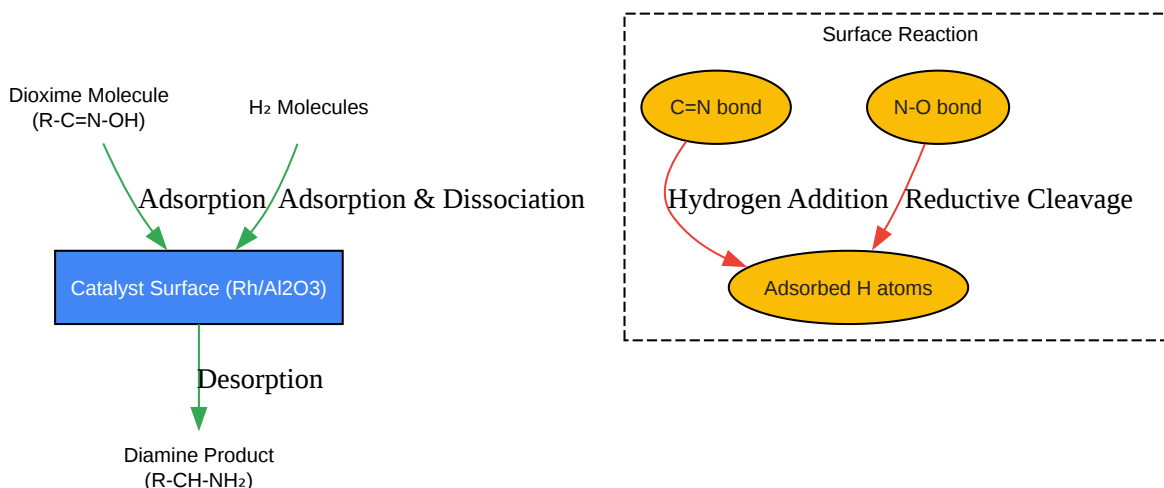 Surface Reaction
Dioxime Molecule
(R-C=N-OH)
H₂ Molecules
C=N bond
N-O bond
Adsorption
Adsorption & Dissociation
Hydrogen Addition
Reductive Cleavage
Catalyst Surface (Rh/Al2O3)
Adsorbed H atoms
Desorption
Diamine Product
(R-CH-NH₂)